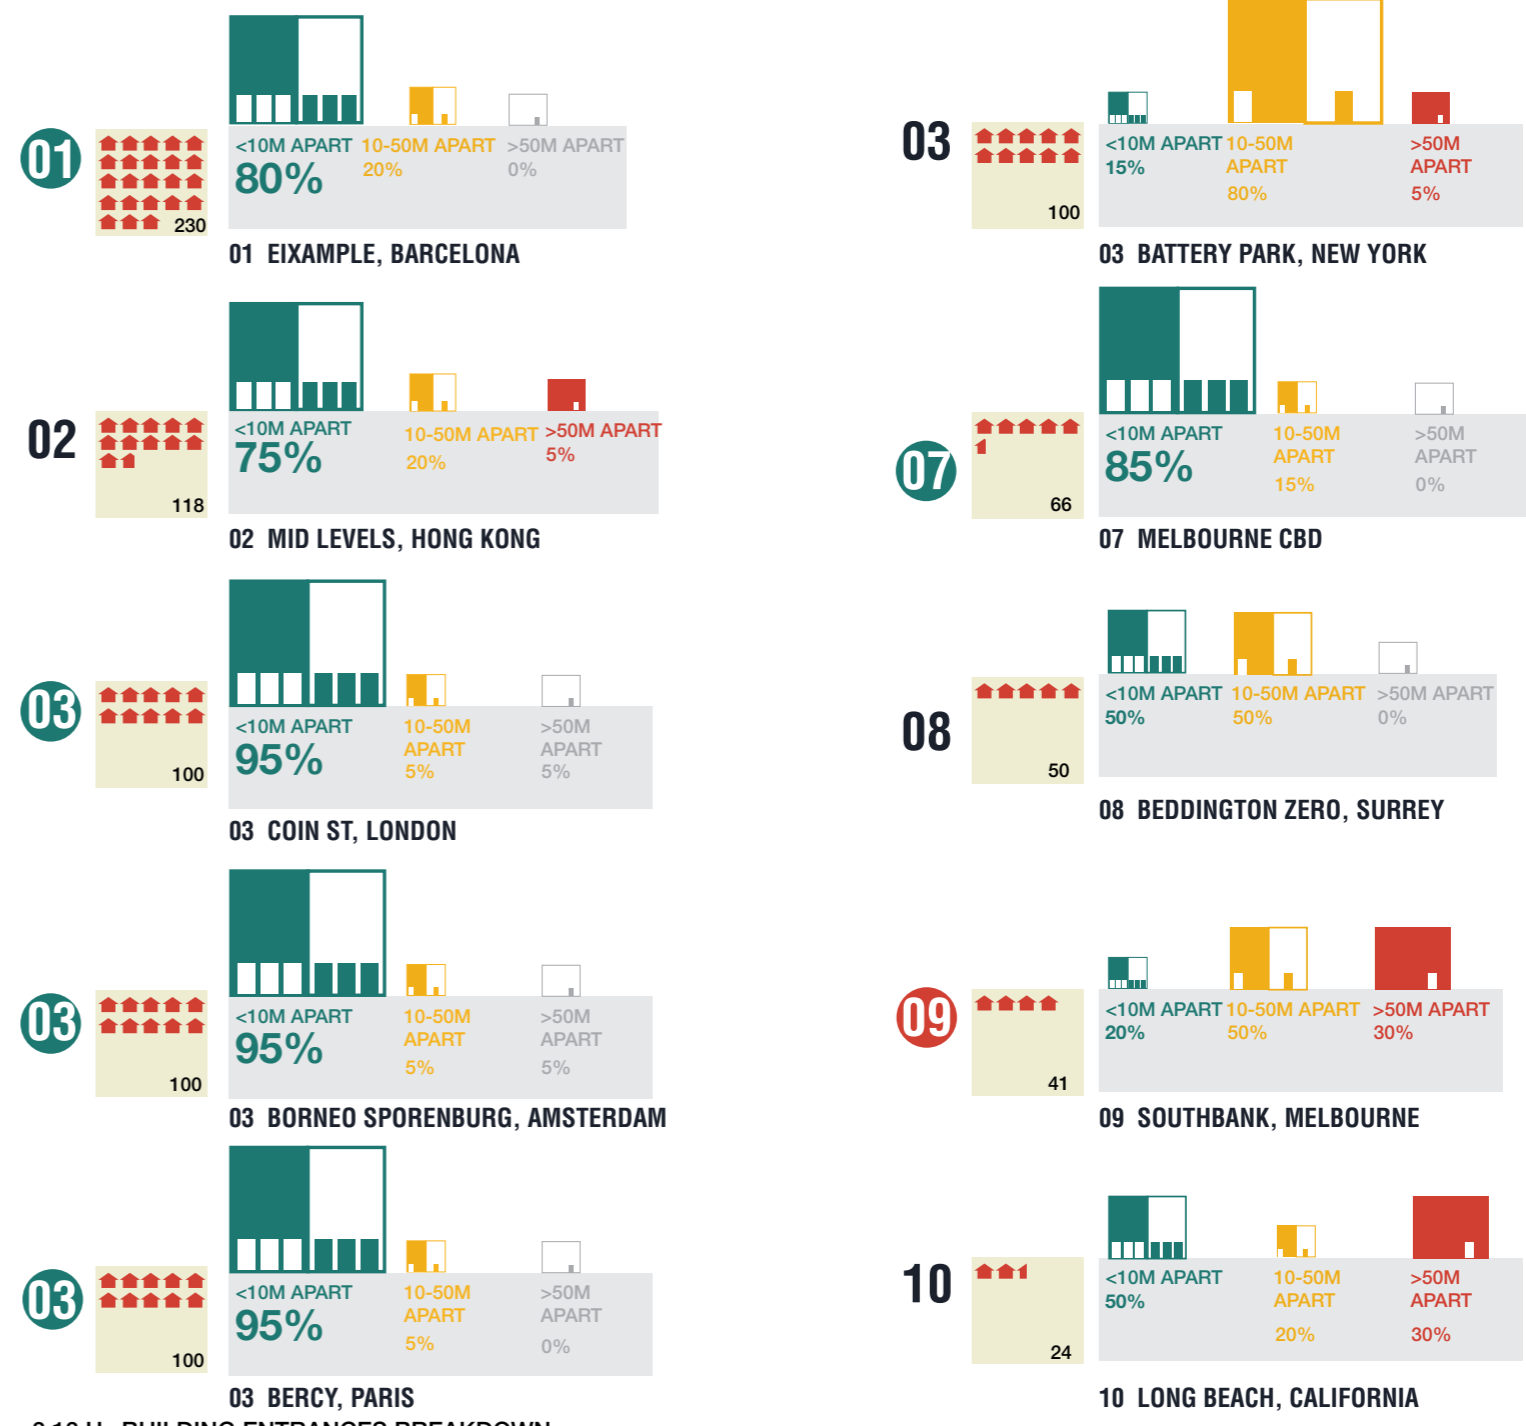 01
230
<10M APART 10-50M APART >50M APART
80% 20% 0%
01 EIXAMPLE, BARCELONA
02
118
<10M APART 10-50M APART >50M APART
75% 20% 5%
02 MID LEVELS, HONG KONG
03
100
<10M APART
95%
10-50M
APART
5%
>50M
APART
5%
03 COIN ST, LONDON
03
100
<10M APART
95%
10-50M
APART
5%
>50M
APART
5%
03 BORNEO SPORENBURG, AMSTERDAM
03
100
<10M APART
95%
10-50M
APART
5%
>50M
APART
0%
03 BERCY, PARIS
03
100
<10M APART
15%
10-50M
APART
80%
>50M
APART
5%
03 BATTERY PARK, NEW YORK
07
66
<10M APART
85%
10-50M
APART
15%
>50M
APART
0%
07 MELBOURNE CBD
08
50
<10M APART 10-50M APART >50M APART
50% 50% 0%
08 BEDDINGTON ZERO, SURREY
09
41
<10M APART 10-50M APART >50M APART
20% 50% 30%
09 SOUTHBANK, MELBOURNE
10
24
<10M APART
50%
10-50M
APART
20%
>50M
APART
30%
10 LONG BEACH, CALIFORNIA
BUILDING ENTRANCES BREAKDOWN